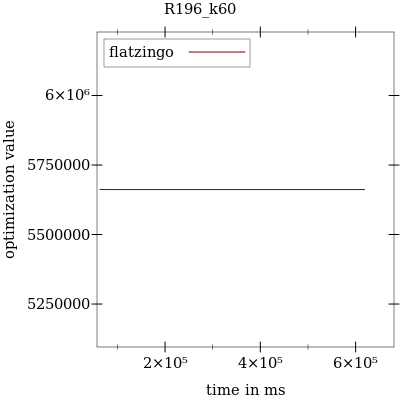 R196_k60
flatzingo
6×10⁶
5750000
5500000
5250000
optimization value
2×10⁵ 4×10⁵ 6×10⁵
time in ms